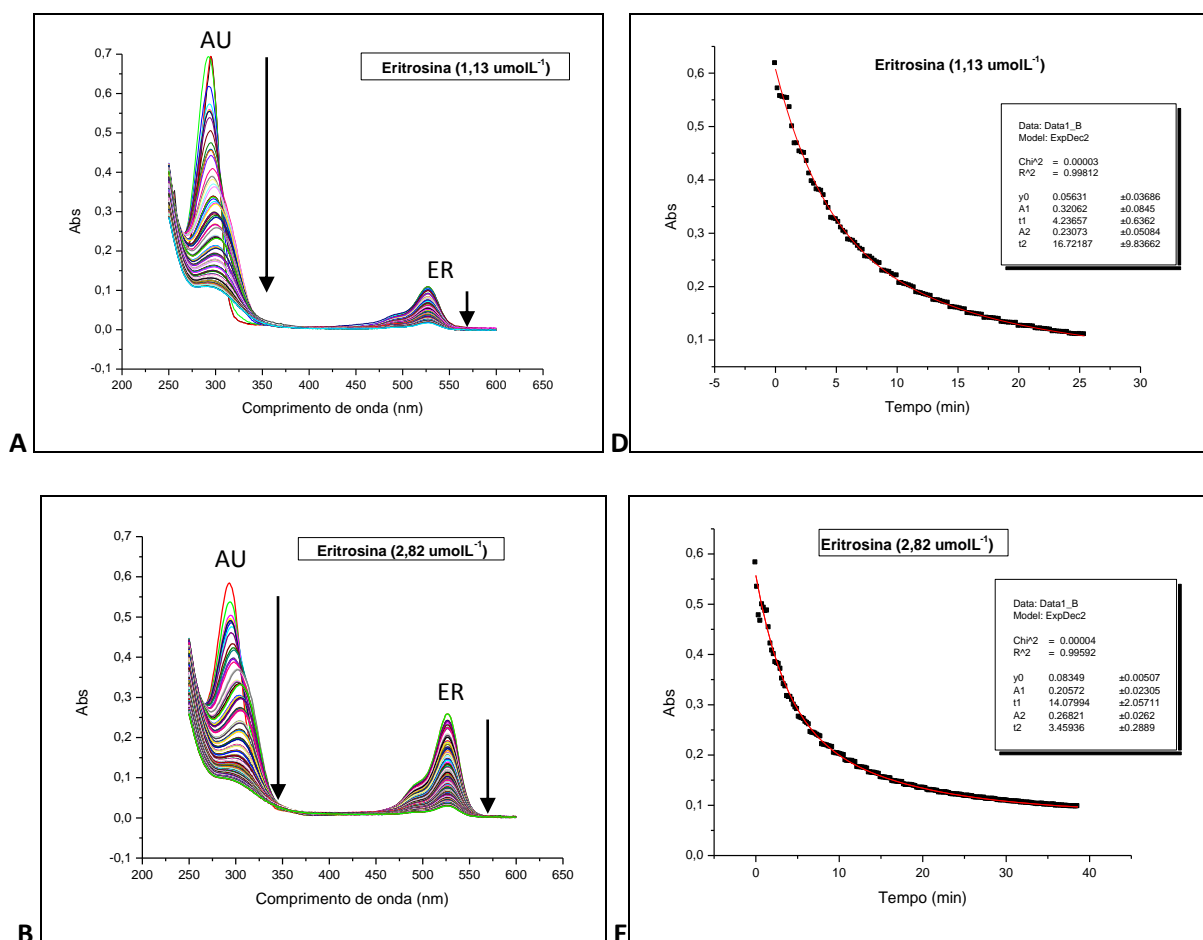 AU
Eritrosina (1,13 umolL⁻¹)
ER
0,7
0,6
0,5
0,4
0,3
0,2
0,1
0,0
-0,1
Abs
200 250 300 350 400 450 500 550 600 650
Comprimento de onda (nm)
A
Eritrosina (1,13 umolL⁻¹)
0,6
0,5
0,4
0,3
0,2
0,1
Abs
Data: Data1_B
Model: ExpDec2
Chi^2 = 0.00003
R^2 = 0.99812
y0 0.05631 ±0.03686
A1 0.32062 ±0.0845
t1 4.23657 ±0.6362
A2 0.23073 ±0.05084
t2 16.72187 ±9.83662
-5 0 5 10 15 20 25 30
Tempo (min)
D
AU
Eritrosina (2,82 umolL⁻¹)
ER
0,7
0,6
0,5
0,4
0,3
0,2
0,1
0,0
-0,1
Abs
200 250 300 350 400 450 500 550 600 650
Comprimento de onda (nm)
B
Eritrosina (2,82 umolL⁻¹)
0,6
0,5
0,4
0,3
0,2
0,1
0,0
Abs
Data: Data1_B
Model: ExpDec2
Chi^2 = 0.00004
R^2 = 0.99592
y0 0.08349 ±0.00507
A1 0.20572 ±0.02305
t1 14.07994 ±2.05711
A2 0.26821 ±0.0262
t2 3.45936 ±0.2889
0 10 20 30 40
Tempo (min)